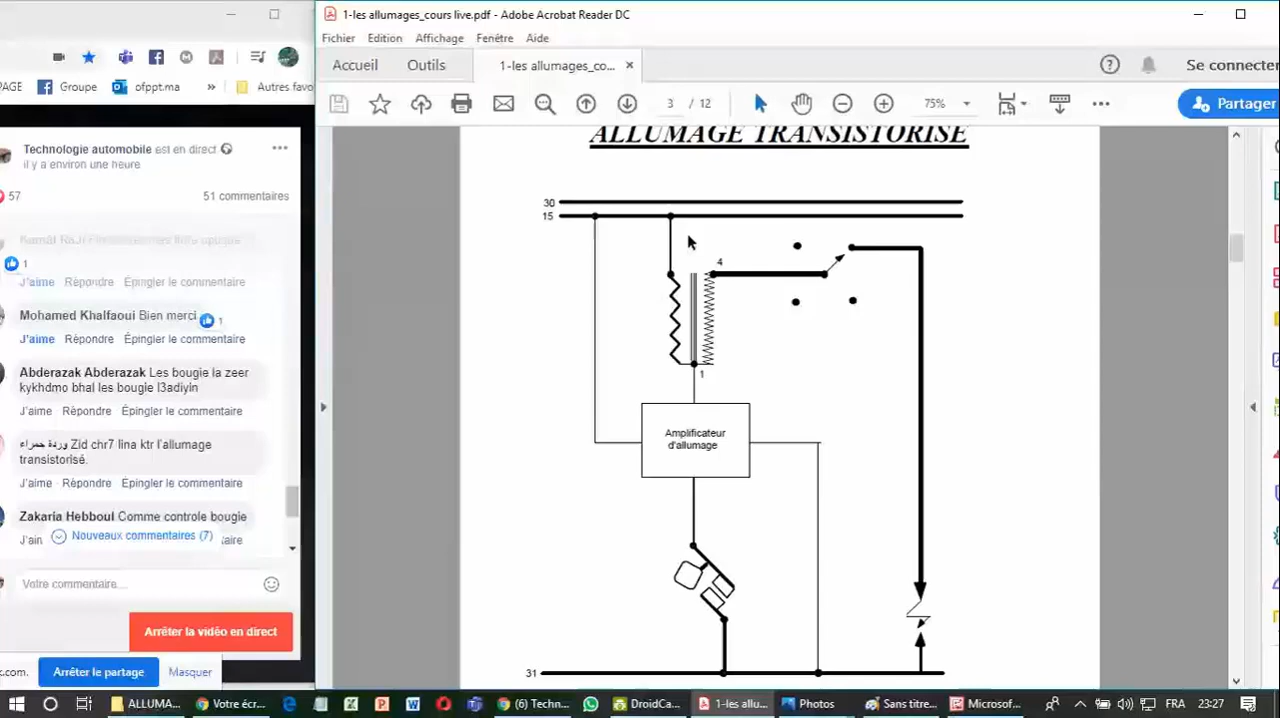 1-les allumages_cours live.pdf - Adobe Acrobat Reader DC
Fichier Edition Affichage Fenêtre Aide
Accueil Outils 1-les allumages_co... × Se connecter
3 / 12 75% Partager
PAGE Groupe ofppt.ma » Autres favo
Technologie automobile est en direct
il y a environ une heure
57 51 commentaires
1
J'aime Répondre Épingler le commentaire
Mohamed Khalfaoui Bien merci 1
J'aime Répondre Épingler le commentaire
Abderazak Abderazak Les bougie la zeer
kykhdmo bhal les bougie l3adiyin
J'aime Répondre Épingler le commentaire
وردة حمراء Zid chr7 lina ktr l'allumage
transistorisé.
J'aime Répondre Épingler le commentaire
Zakaria Hebboul Comme controle bougie
J'ain Nouveaux commentaires (7) taire
Votre commentaire...
Arrêter la vidéo en direct
c.com. Arrêter le partage Masquer
ALLUMAGE TRANSISTORISE
30
15
4
1
Amplificateur
d'allumage
31
ALLUMA... Votre écr... (6) Techn... DroidCa... 1-les allu... Photos Sans titre... Microsof... FRA 23:27